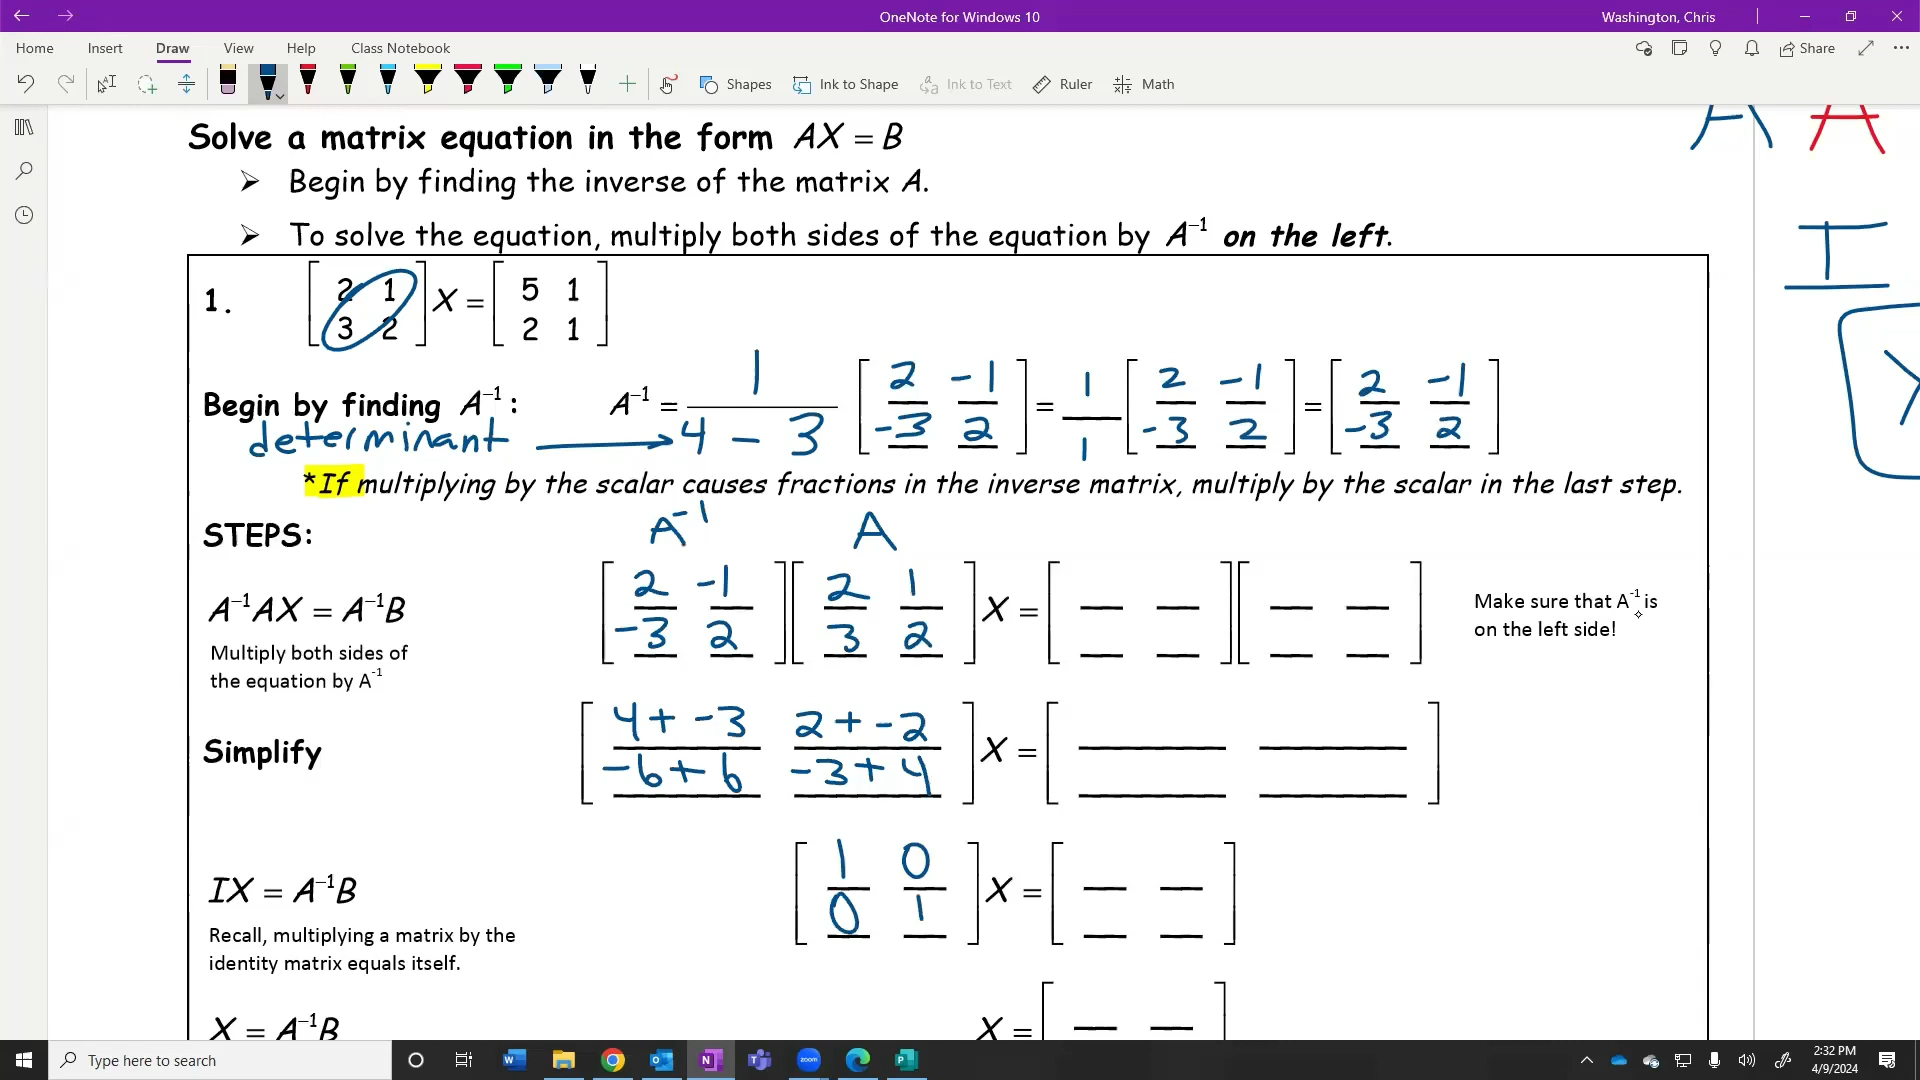 OneNote for Windows 10
Washington, Chris
Home Insert Draw View Help Class Notebook
Share
Shapes Ink to Shape Ink to Text Ruler Math
Solve a matrix equation in the form AX = B
A A
➢ Begin by finding the inverse of the matrix A.
➢ To solve the equation, multiply both sides of the equation by A⁻¹ on the left.
I
1. [2 1 X = [5 1
3 2] 2 1]
Begin by finding A⁻¹: A⁻¹ = 1 [2 -1 = 1 [2 -1 = [2 -1
determinant → 4 - 3 -3 2] 1 -3 2] -3 2]
*If multiplying by the scalar causes fractions in the inverse matrix, multiply by the scalar in the last step.
STEPS: A⁻¹ A
A⁻¹AX = A⁻¹B [2 -1 [2 1 X = Make sure that A⁻¹ is
-3 2] 3 2] on the left side!
Multiply both sides of
the equation by A⁻¹
Simplify [4 + -3 2 + -2 X =
-6 + 6 -3 + 4]
IX = A⁻¹B [1 0 X =
0 1]
Recall, multiplying a matrix by the
identity matrix equals itself.
X = A⁻¹B X =
Type here to search
2:32 PM
4/9/2024